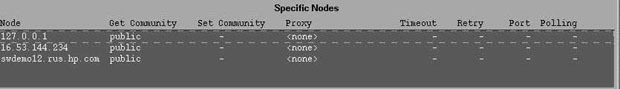 Specific Nodes
Node Get Community Set Community Proxy Timeout Retry Port Polling
127.0.0.1 public - <none> - - - -
16.53.144.234 public - <none> - - - -
swdemo12.rus.hp.com public - <none> - - - -